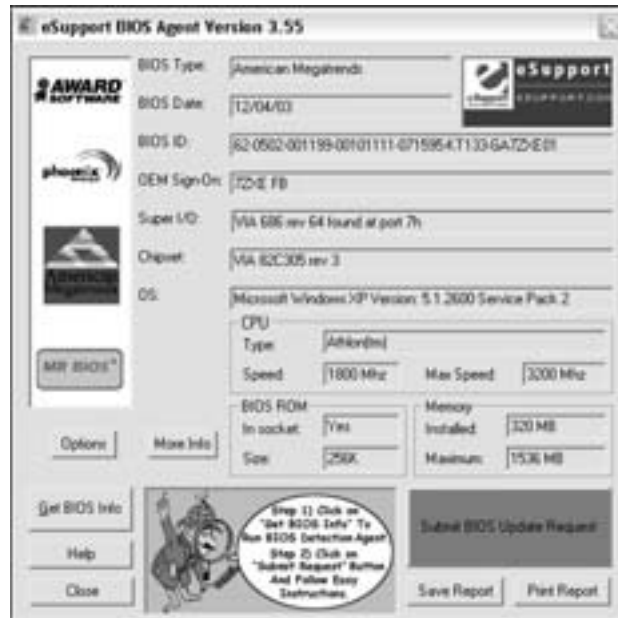 eSupport BIOS Agent Version 3.55
AWARD
SOFTWARE
phoenix
American
Megatrends
MR BIOS®
BIOS Type: American Megatrends
eSupport
BIOS Date: 12/04/03
BIOS ID: 62-0502-001199-00101111-071595-
OEM Sign-On: 7ZXE FB
Super I/O: VIA 686 rev 64 found at port 7h
Chipset: VIA 82C305 rev 3
OS: Microsoft Windows XP Version: 5.1.2600 Service Pack 2
CPU
Type: Athlon(tm)
Speed: 1800 Mhz Max Speed: 3200 Mhz
BIOS ROM
In socket: Yes
Size: 256K
Memory
Installed: 320 MB
Maximum: 1536 MB
Options
More Info
Get BIOS Info
Help
Close
Step 1) Click on
"Get BIOS Info" To
Run BIOS Detection Agent
Step 2) Click on
"Submit Request" Button
And Follow Easy
Instructions.
Submit BIOS Update Request
Save Report
Print Report